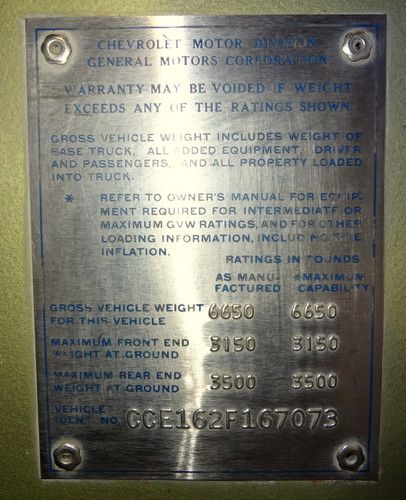 CHEVROLET MOTOR DIVISION
GENERAL MOTORS CORPORATION
WARRANTY MAY BE VOIDED IF WEIGHT
EXCEEDS ANY OF THE RATINGS SHOWN
GROSS VEHICLE WEIGHT INCLUDES WEIGHT OF
BASE TRUCK, ALL ADDED EQUIPMENT, DRIVER
AND PASSENGERS, AND ALL PROPERTY LOADED
INTO TRUCK.
* REFER TO OWNER'S MANUAL FOR EQUIP-
MENT REQUIRED FOR INTERMEDIATE OR
MAXIMUM GVW RATINGS, AND FOR OTHER
LOADING INFORMATION, INCLUDING TIRE
INFLATION.
RATINGS IN POUNDS
AS MANU- *MAXIMUM
FACTURED CAPABILITY
GROSS VEHICLE WEIGHT 6650 6650
FOR THIS VEHICLE
MAXIMUM FRONT END 3150 3150
WEIGHT AT GROUND
MAXIMUM REAR END 3500 3500
WEIGHT AT GROUND
VEHICLE
IDENT. NO. CCE162F167073